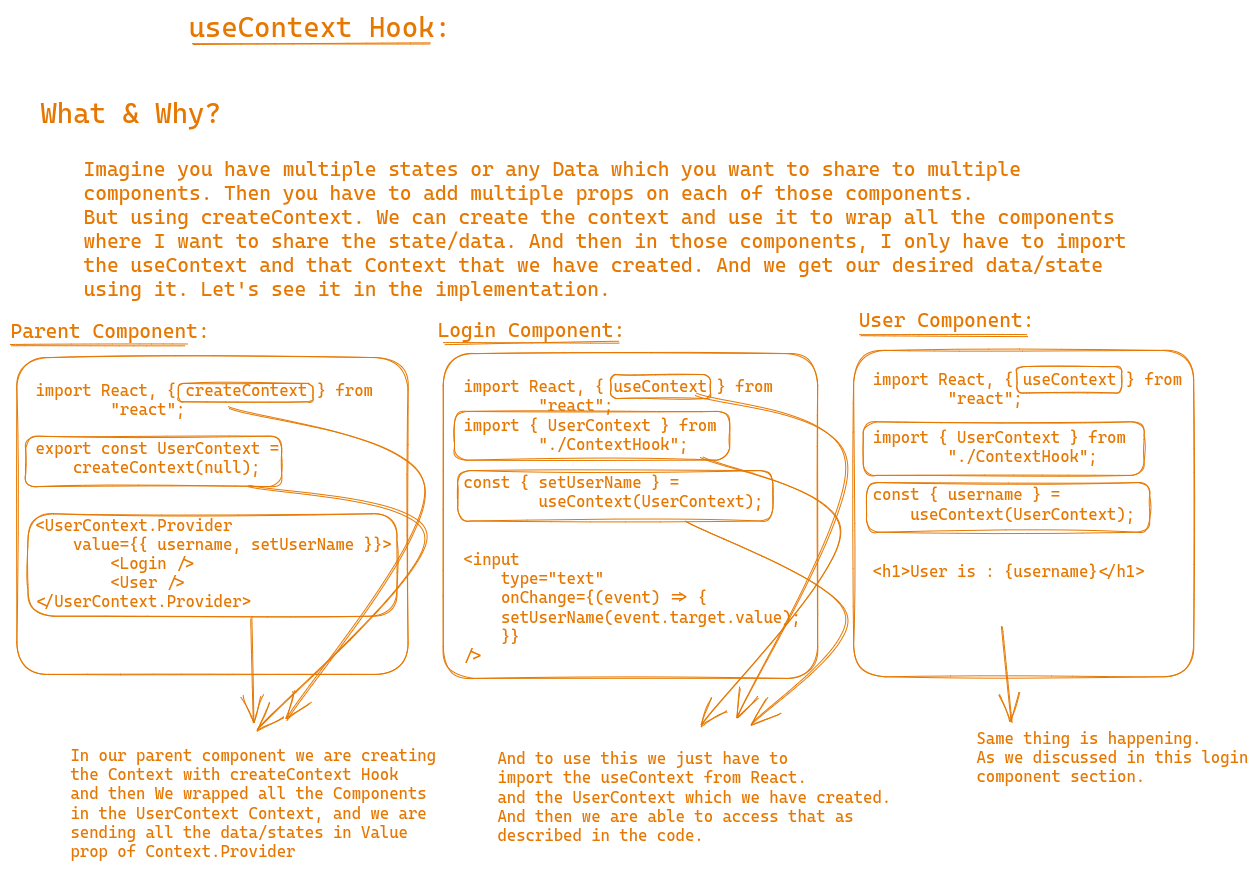 useContext Hook:
What & Why?
Imagine you have multiple states or any Data which you want to share to multiple
components. Then you have to add multiple props on each of those components.
But using createContext. We can create the context and use it to wrap all the components
where I want to share the state/data. And then in those components, I only have to import
the useContext and that Context that we have created. And we get our desired data/state
using it. Let's see it in the implementation.
Parent Component:
import React, { createContext } from
"react";
export const UserContext =
createContext(null);
<UserContext.Provider
value={{ username, setUserName }}>
<Login />
<User />
</UserContext.Provider>
In our parent component we are creating
the Context with createContext Hook
and then We wrapped all the Components
in the UserContext Context, and we are
sending all the data/states in Value
prop of Context.Provider
Login Component:
import React, { useContext } from
"react";
import { UserContext } from
"./ContextHook";
const { setUserName } =
useContext(UserContext);
<input
type="text"
onChange={(event) => {
setUserName(event.target.value);
}}
/>
And to use this we just have to
import the useContext from React.
and the UserContext which we have created.
And then we are able to access that as
described in the code.
User Component:
import React, { useContext } from
"react";
import { UserContext } from
"./ContextHook";
const { username } =
useContext(UserContext);
<h1>User is : {username}</h1>
Same thing is happening.
As we discussed in this login
component section.